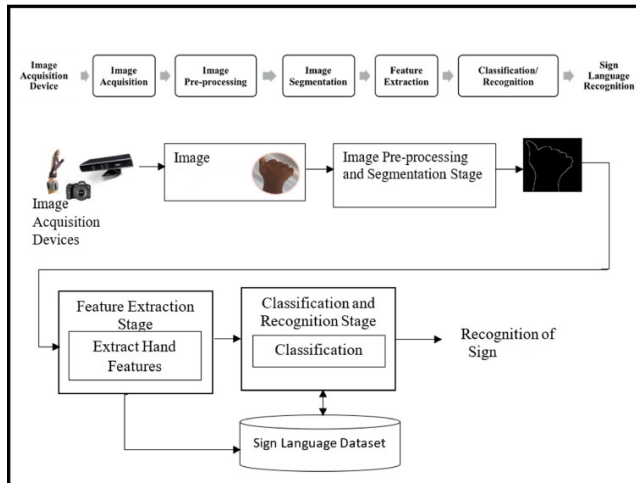 Image
Acquisition
Device
Image
Acquisition
Image
Pre-processing
Image
Segmentation
Feature
Extraction
Classification/
Recognition
Sign
Language
Recognition
Image
Acquisition
Devices
Image
Image Pre-processing
and Segmentation Stage
Feature Extraction
Stage
Extract Hand
Features
Classification and
Recognition Stage
Classification
Recognition of
Sign
Sign Language Dataset